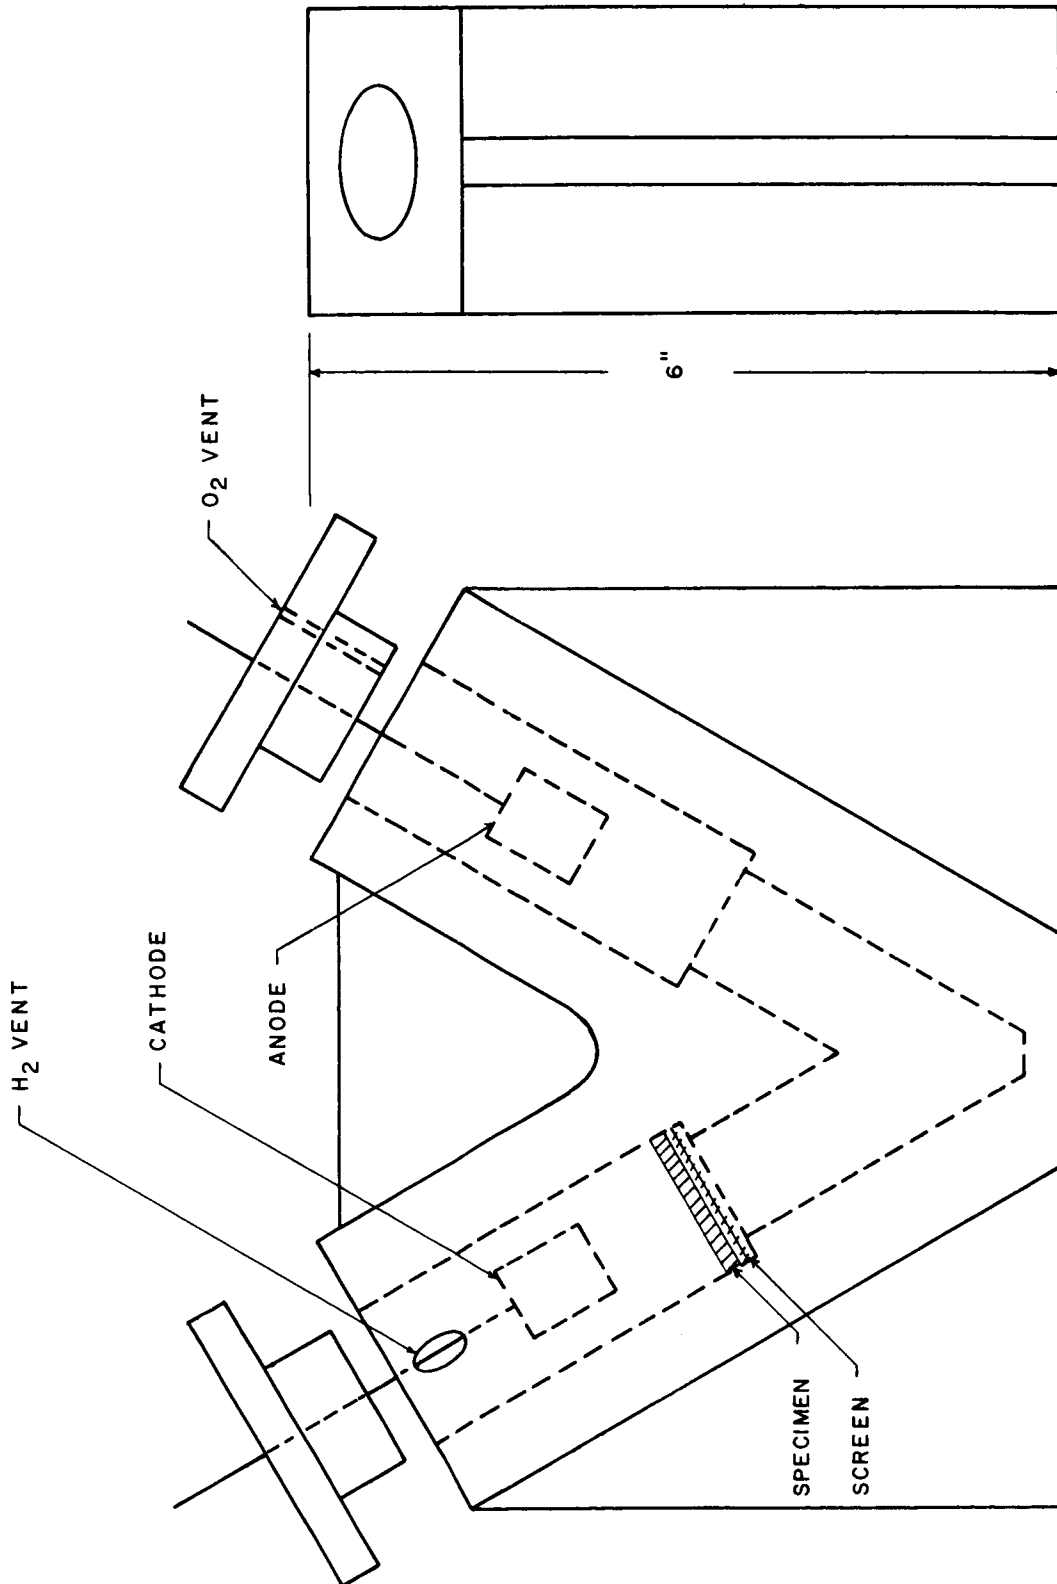 H2 VENT
CATHODE
ANODE
O2 VENT
6"
SPECIMEN
SCREEN